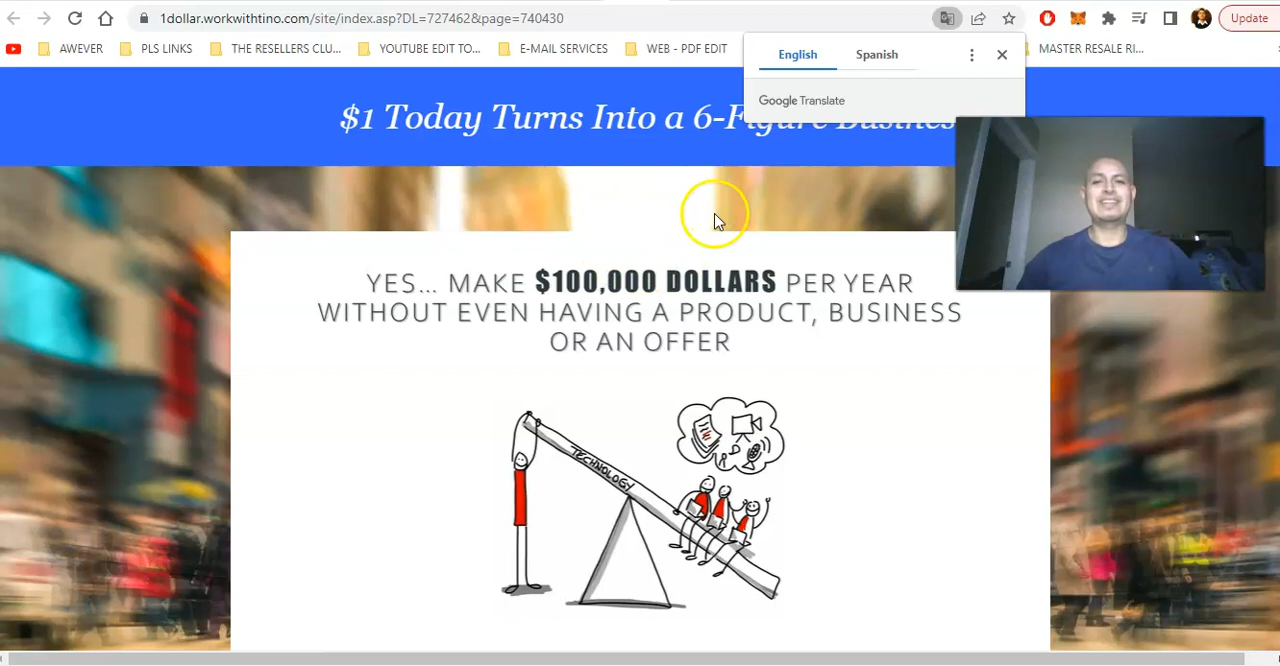 1dollar.workwithtino.com/site/index.asp?DL=727462&page=740430
Update
AWEVER
PLS LINKS
THE RESELLERS CLU...
YOUTUBE EDIT TO...
E-MAIL SERVICES
WEB - PDF EDIT
MASTER RESALE RI...
English
Spanish
Google Translate
$1 Today Turns Into a 6-Figure Busines
YES... MAKE $100,000 DOLLARS PER YEAR
WITHOUT EVEN HAVING A PRODUCT, BUSINESS
OR AN OFFER
TECHNOLOGY